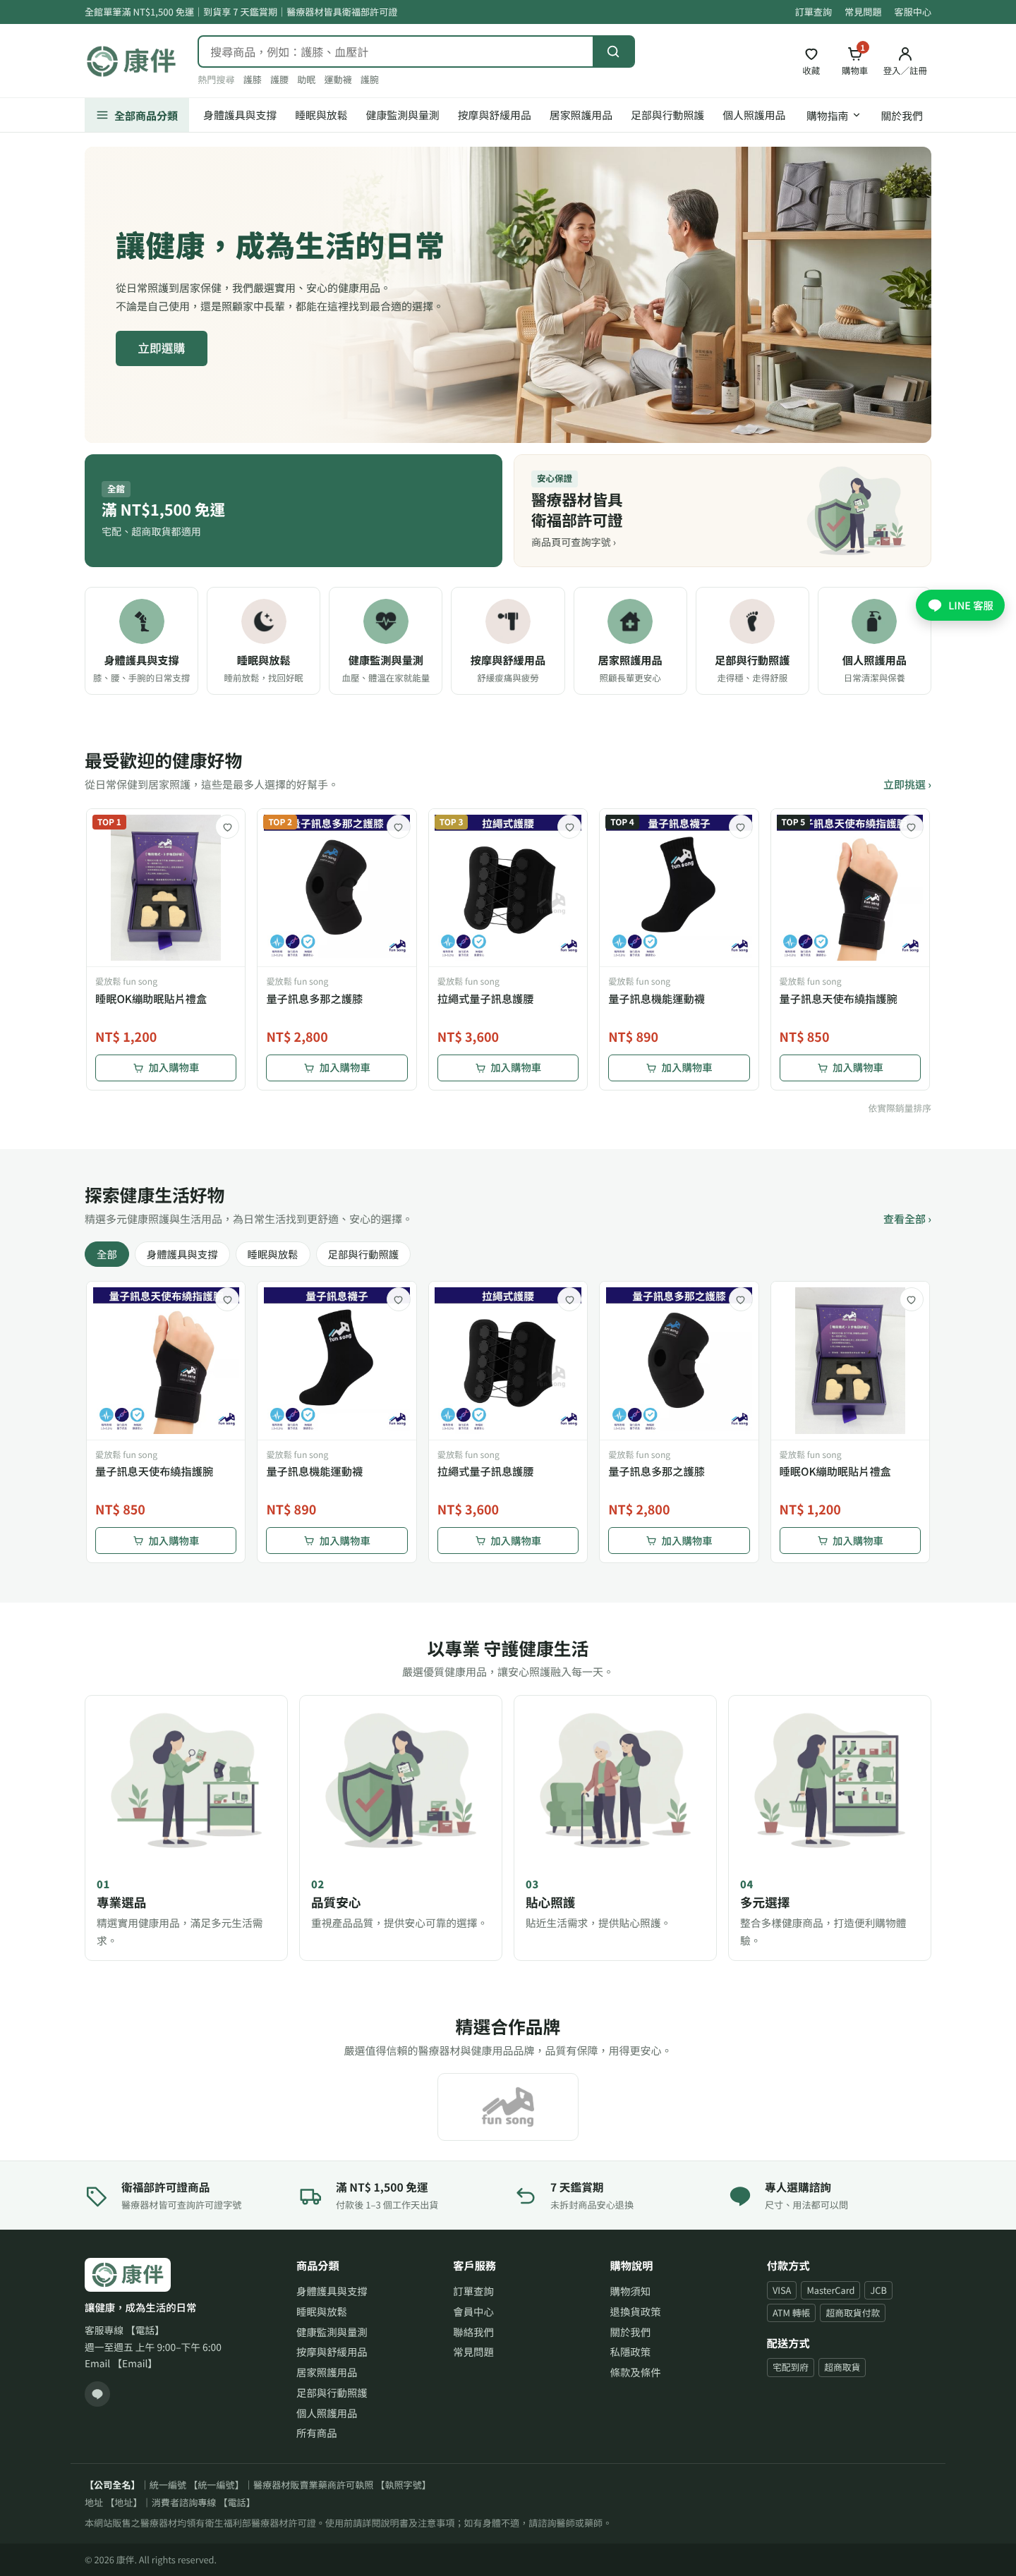 全館單筆滿 NT$1,500 免運｜到貨享 7 天鑑賞期｜醫療器材皆具衛福部許可證
訂單查詢 常見問題 客服中心
康伴
搜尋商品，例如：護膝、血壓計
熱門搜尋 護膝 護腰 助眠 運動襪 護腕
收藏
1
購物車
登入／註冊
全部商品分類 身體護具與支撐 睡眠與放鬆 健康監測與量測 按摩與舒緩用品 居家照護用品 足部與行動照護 個人照護用品 購物指南 關於我們
讓健康，成為生活的日常
從日常照護到居家保健，我們嚴選實用、安心的健康用品。
不論是自己使用，還是照顧家中長輩，都能在這裡找到最合適的選擇。
立即選購
全館
滿 NT$1,500 免運
宅配、超商取貨都適用
安心保證
醫療器材皆具
衛福部許可證
商品頁可查詢字號 ›
LINE 客服
身體護具與支撐
膝、腰、手腕的日常支撐
睡眠與放鬆
睡前放鬆，找回好眠
健康監測與量測
血壓、體溫在家就能量
按摩與舒緩用品
舒緩痠痛與疲勞
居家照護用品
照顧長輩更安心
足部與行動照護
走得穩、走得舒服
個人照護用品
日常清潔與保養
最受歡迎的健康好物
從日常保健到居家照護，這些是最多人選擇的好幫手。
立即挑選 ›
TOP 1
愛放鬆 fun song
睡眠OK繃助眠貼片禮盒
NT$ 1,200
加入購物車
TOP 2
量子訊息多那之護膝
fun song
愛放鬆 fun song
量子訊息多那之護膝
NT$ 2,800
加入購物車
TOP 3
拉繩式護腰
fun song
愛放鬆 fun song
拉繩式量子訊息護腰
NT$ 3,600
加入購物車
TOP 4
量子訊息襪子
fun song
fun song
愛放鬆 fun song
量子訊息機能運動襪
NT$ 890
加入購物車
TOP 5
訊息天使布繞指護腕
fun song
fun song
愛放鬆 fun song
量子訊息天使布繞指護腕
NT$ 850
加入購物車
依實際銷量排序
探索健康生活好物
精選多元健康照護與生活用品，為日常生活找到更舒適、安心的選擇。
查看全部 ›
全部 身體護具與支撐 睡眠與放鬆 足部與行動照護
量子訊息天使布繞指護腕
fun song
fun song
愛放鬆 fun song
量子訊息天使布繞指護腕
NT$ 850
加入購物車
量子訊息襪子
fun song
fun song
愛放鬆 fun song
量子訊息機能運動襪
NT$ 890
加入購物車
拉繩式護腰
fun song
愛放鬆 fun song
拉繩式量子訊息護腰
NT$ 3,600
加入購物車
量子訊息多那之護膝
fun song
愛放鬆 fun song
量子訊息多那之護膝
NT$ 2,800
加入購物車
愛放鬆 fun song
睡眠OK繃助眠貼片禮盒
NT$ 1,200
加入購物車
以專業 守護健康生活
嚴選優質健康用品，讓安心照護融入每一天。
01
專業選品
精選實用健康用品，滿足多元生活需
求。
02
品質安心
重視產品品質，提供安心可靠的選擇。
03
貼心照護
貼近生活需求，提供貼心照護。
04
多元選擇
整合多樣健康商品，打造便利購物體
驗。
精選合作品牌
嚴選值得信賴的醫療器材與健康用品品牌，品質有保障，用得更安心。
fun song
衛福部許可證商品
醫療器材皆可查詢許可證字號
滿 NT$ 1,500 免運
付款後 1–3 個工作天出貨
7 天鑑賞期
未拆封商品安心退換
專人選購諮詢
尺寸、用法都可以問
康伴
讓健康，成為生活的日常
客服專線 【電話】
週一至週五 上午 9:00–下午 6:00
Email 【Email】
商品分類
身體護具與支撐
睡眠與放鬆
健康監測與量測
按摩與舒緩用品
居家照護用品
足部與行動照護
個人照護用品
所有商品
客戶服務
訂單查詢
會員中心
聯絡我們
常見問題
購物說明
購物須知
退換貨政策
關於我們
私隱政策
條款及條件
付款方式
VISA MasterCard JCB
ATM 轉帳 超商取貨付款
配送方式
宅配到府 超商取貨
【公司全名】｜統一編號 【統一編號】｜醫療器材販賣業藥商許可執照 【執照字號】
地址 【地址】｜消費者諮詢專線 【電話】
本網站販售之醫療器材均領有衛生福利部醫療器材許可證。使用前請詳閱說明書及注意事項；如有身體不適，請諮詢醫師或藥師。
© 2026 康伴. All rights reserved.